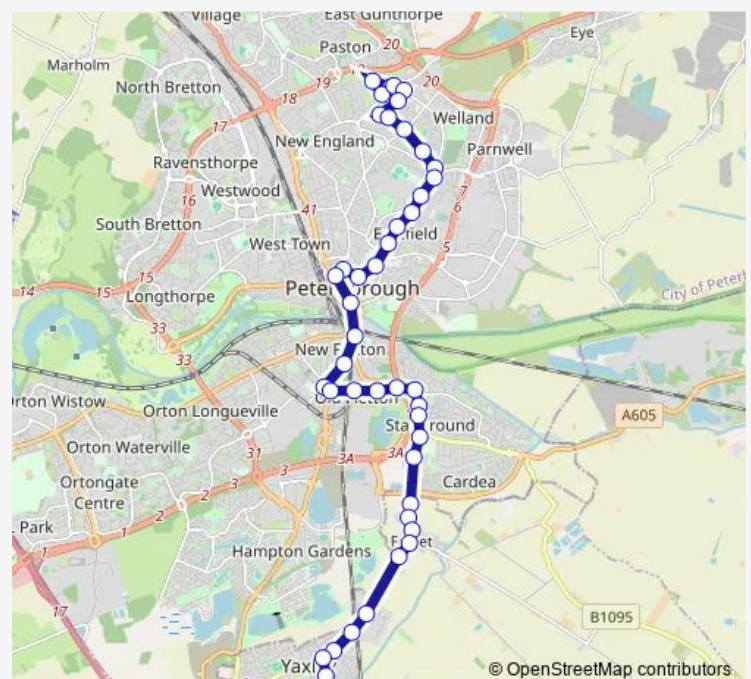 Village
East Gunthorpe
20
Eye
Paston
Marholm
19
18
20
North Bretton
18
17
New England
Welland
Parnwell
Ravensthorpe
Westwood
16
41
7
6
South Bretton
West Town
5
14
15
15
Longthorpe
City of Peter
33
33
Orton Longueville
A605
Orton Waterville
31
3A
3A
Cardea
Ortongate
Centre
3
3
2
2
Park
1
1
1
Hampton Gardens
17
B1095
© OpenStreetMap contributors